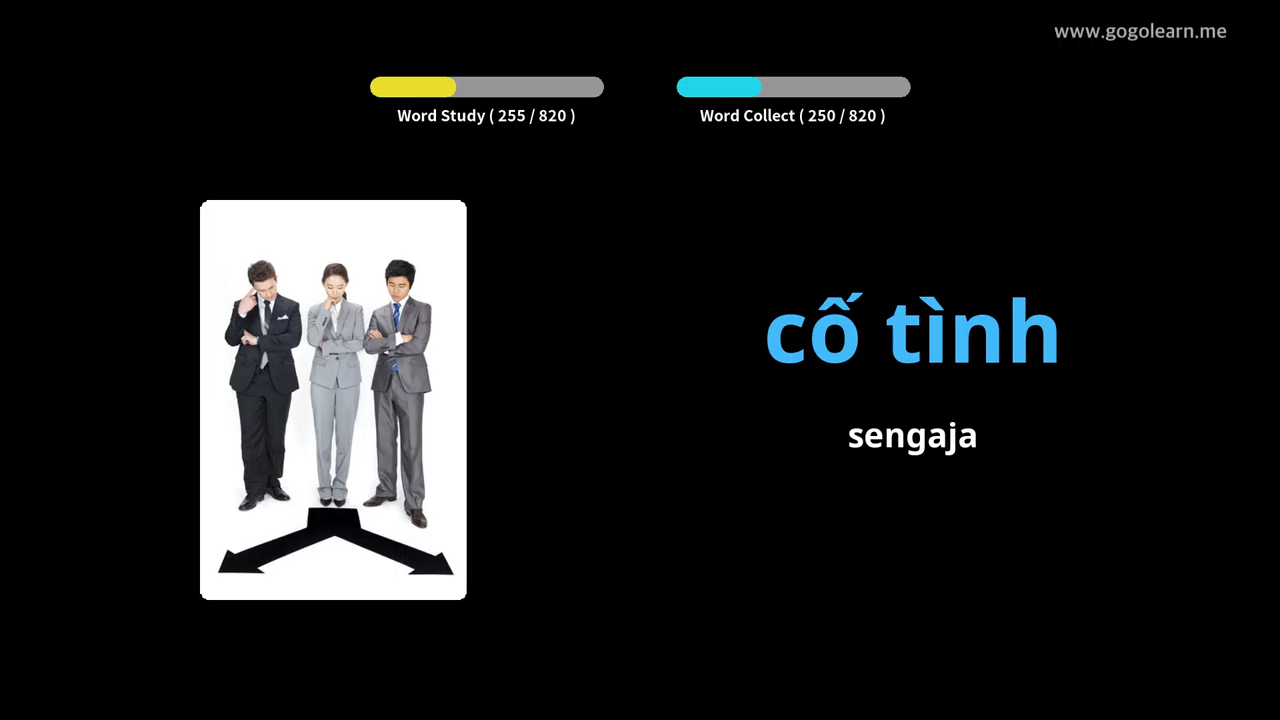 www.gogolearn.me
Word Study ( 255 / 820 )
Word Collect ( 250 / 820 )
cố tình
sengaja